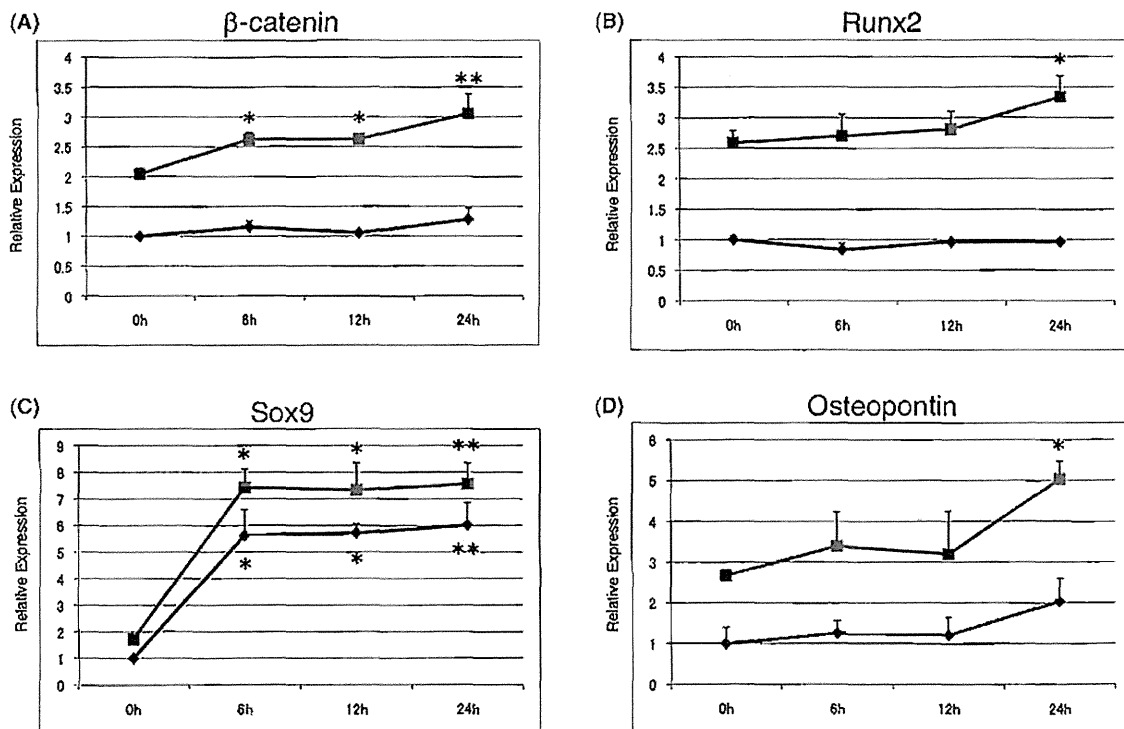 (A) β-catenin
Relative Expression
4
3.5
3
2.5
2
1.5
1
0.5
0
* * **
0h 6h 12h 24h
(B) Runx2
Relative Expression
4
3.5
3
2.5
2
1.5
1
0.5
0
*
0h 6h 12h 24h
(C) Sox9
Relative Expression
9
8
7
6
5
4
3
2
1
0
* * **
* * **
0h 6h 12h 24h
(D) Osteopontin
Relative Expression
6
5
4
3
2
1
0
*
0h 6h 12h 24h